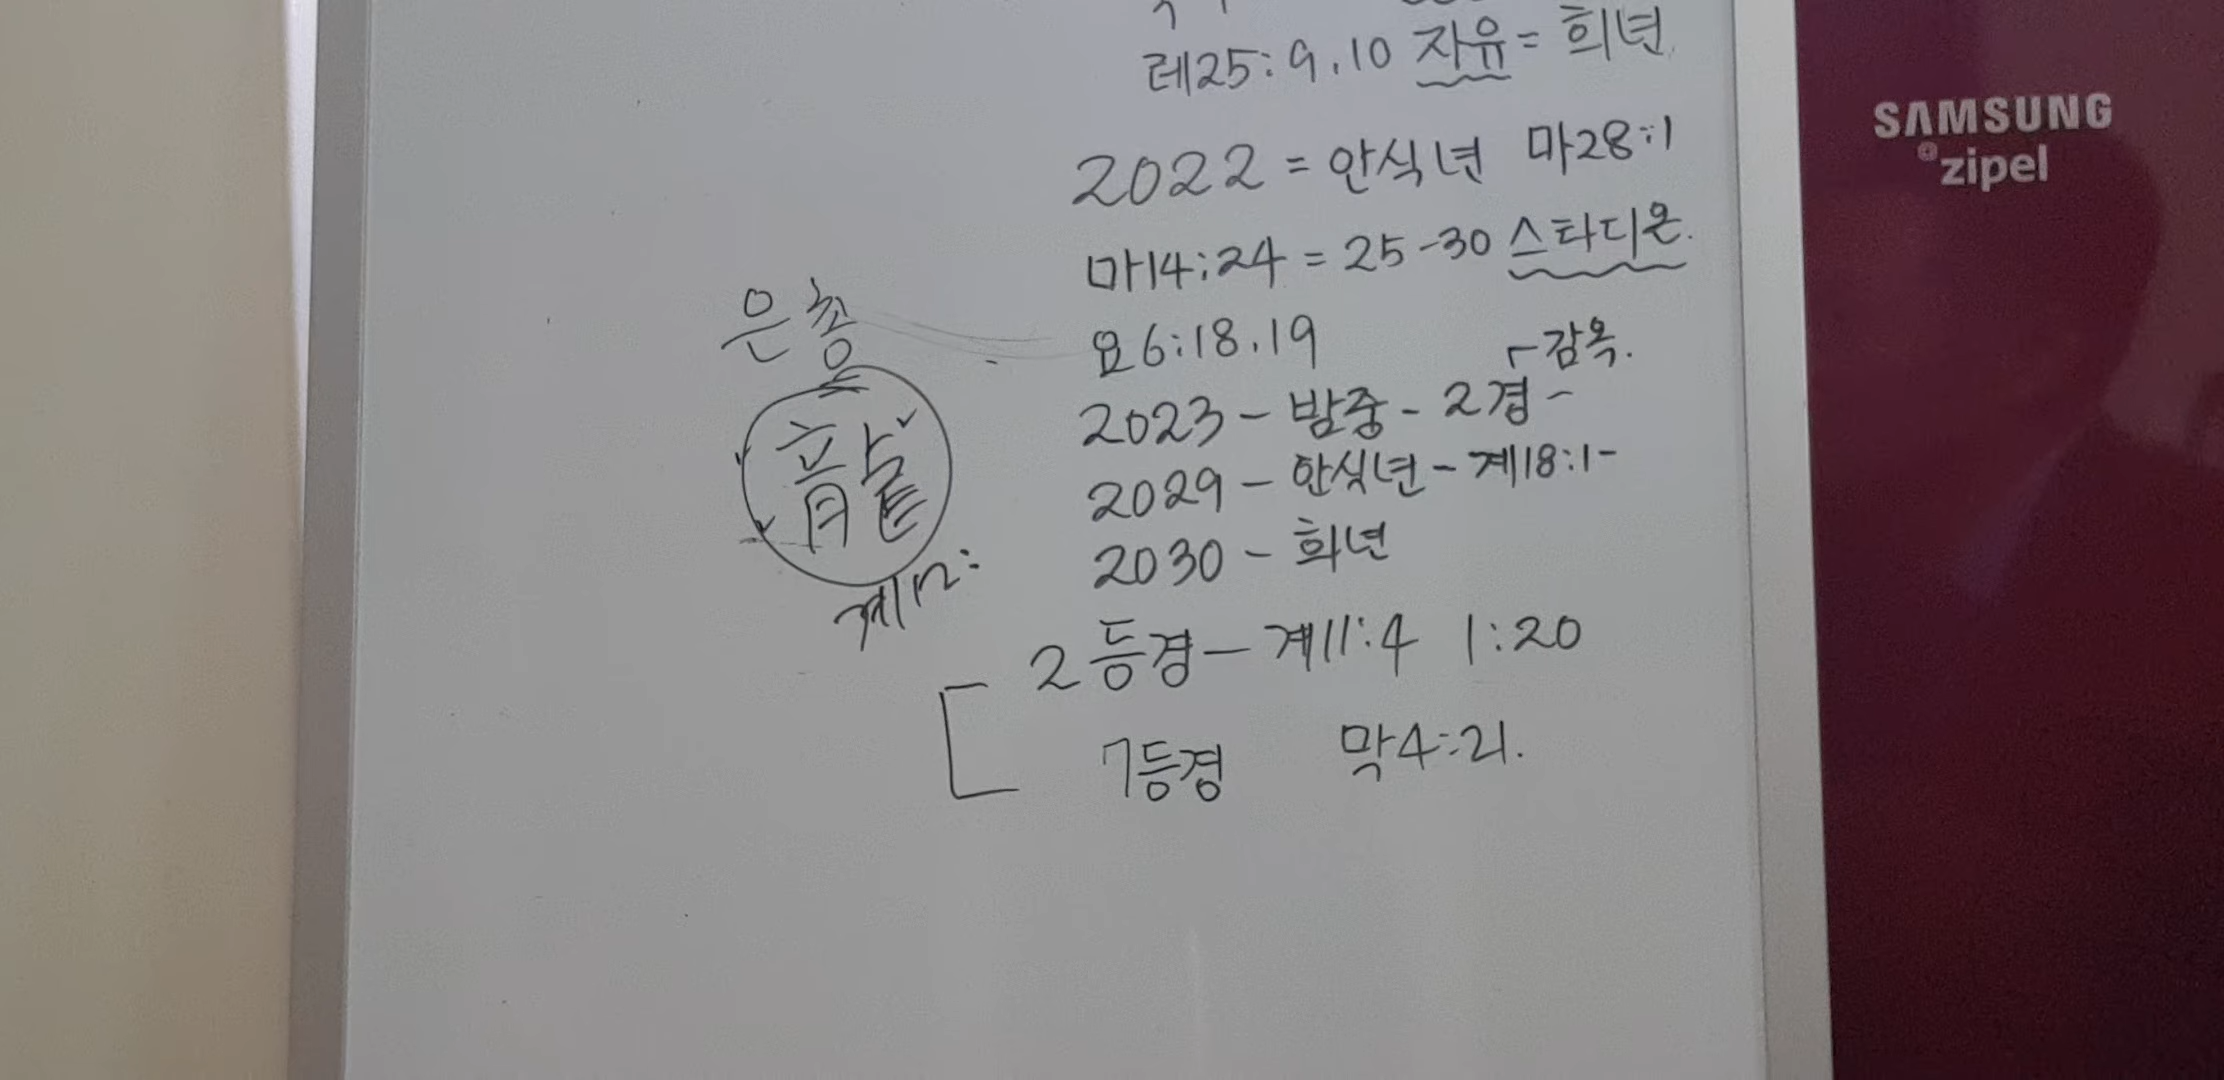 레25:9.10 자유 = 희년
2022 = 안식년 마28:1
마14:24 = 25-30 스타디온.
요6:18.19
감옥.
2023 - 밤중 - 2경 -
2029 - 안식년 - 계18:1-
2030 - 희년
2등경 - 계11:4 1:20
7등경 막4:21.
은총
龍
계12:
SAMSUNG
zipel